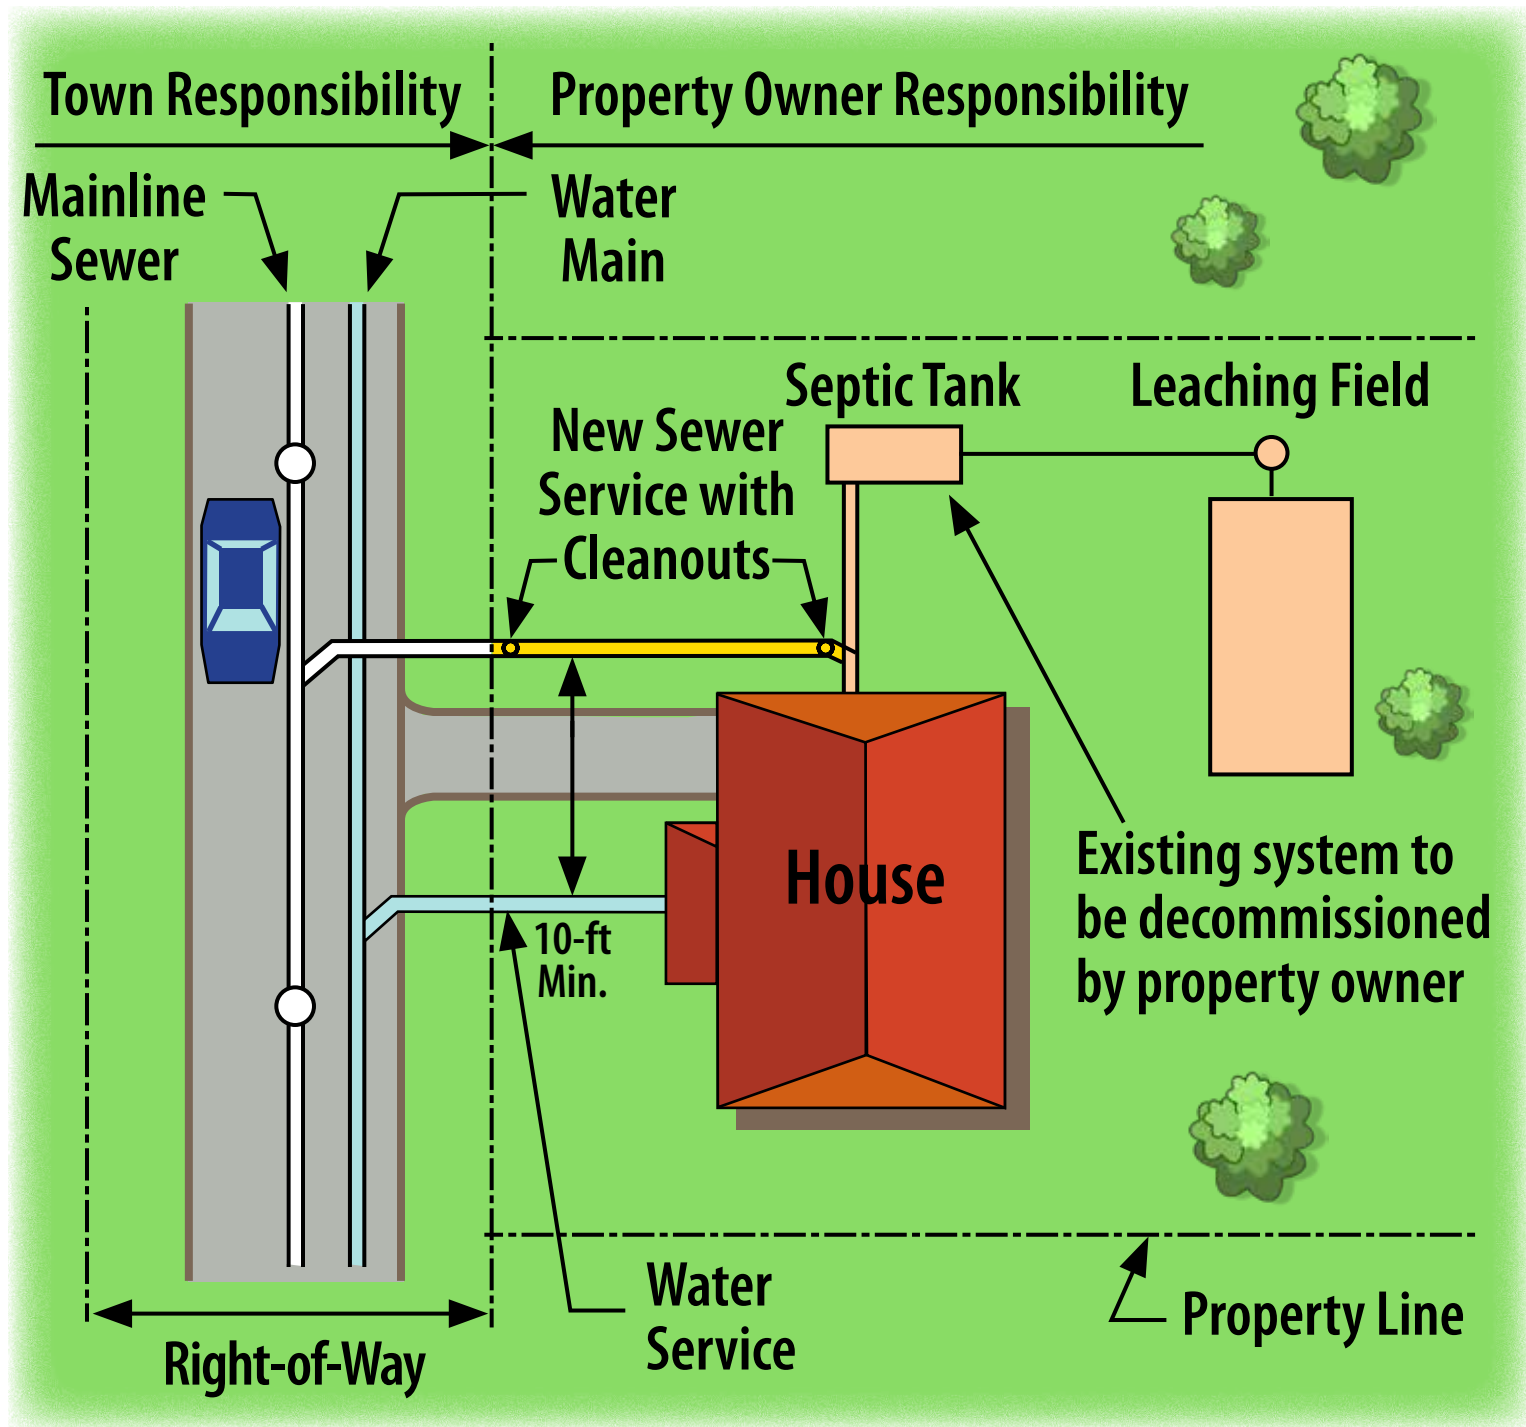 Town Responsibility
Property Owner Responsibility
Mainline
Sewer
Water
Main
Septic Tank
Leaching Field
New Sewer
Service with
Cleanouts
House
Existing system to
be decommissioned
by property owner
10-ft
Min.
Water
Service
Property Line
Right-of-Way